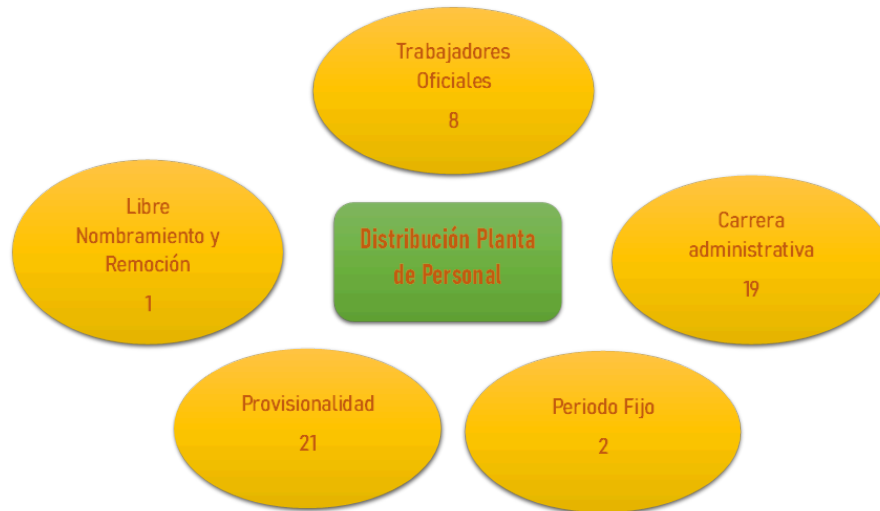 Trabajadores
Oficiales
8
Libre
Nombramiento y
Remoción
1
Distribución Planta
de Personal
Carrera
administrativa
19
Provisionalidad
21
Periodo Fijo
2